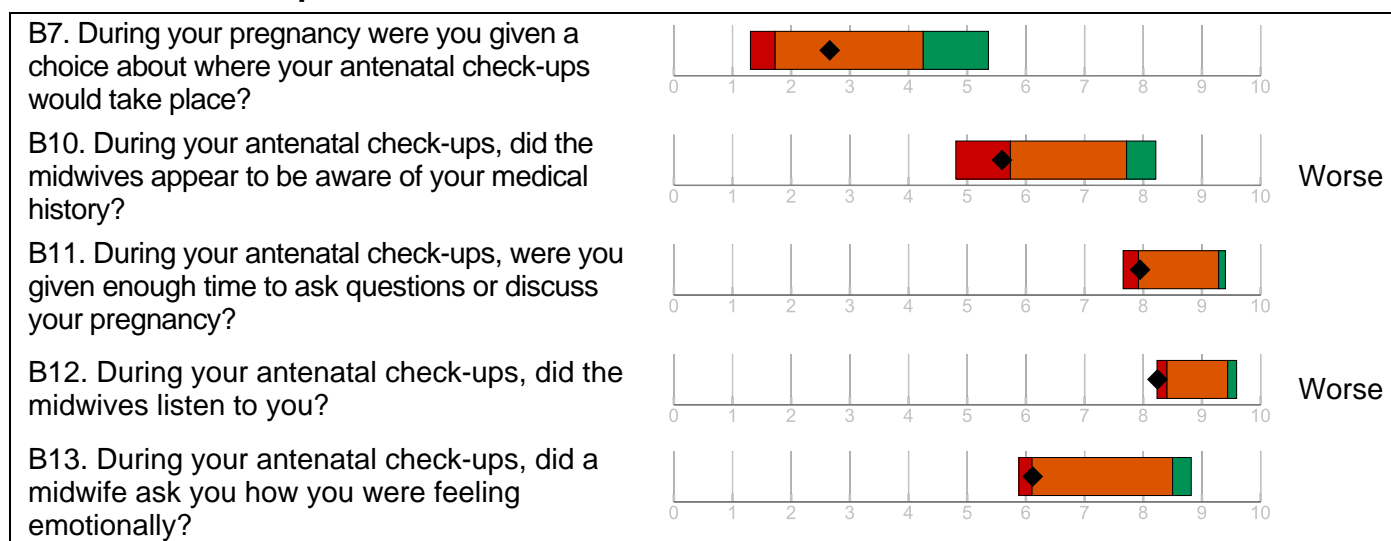 B7. During your pregnancy were you given a
choice about where your antenatal check-ups
would take place?
0 1 2 3 4 5 6 7 8 9 10
B10. During your antenatal check-ups, did the
midwives appear to be aware of your medical
history?
Worse
0 1 2 3 4 5 6 7 8 9 10
B11. During your antenatal check-ups, were you
given enough time to ask questions or discuss
your pregnancy?
0 1 2 3 4 5 6 7 8 9 10
B12. During your antenatal check-ups, did the
midwives listen to you?
Worse
0 1 2 3 4 5 6 7 8 9 10
B13. During your antenatal check-ups, did a
midwife ask you how you were feeling
emotionally?
0 1 2 3 4 5 6 7 8 9 10